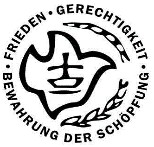 · FRIEDEN · GERECHTIGKEIT ·
BEWAHRUNG DER SCHÖPFUNG